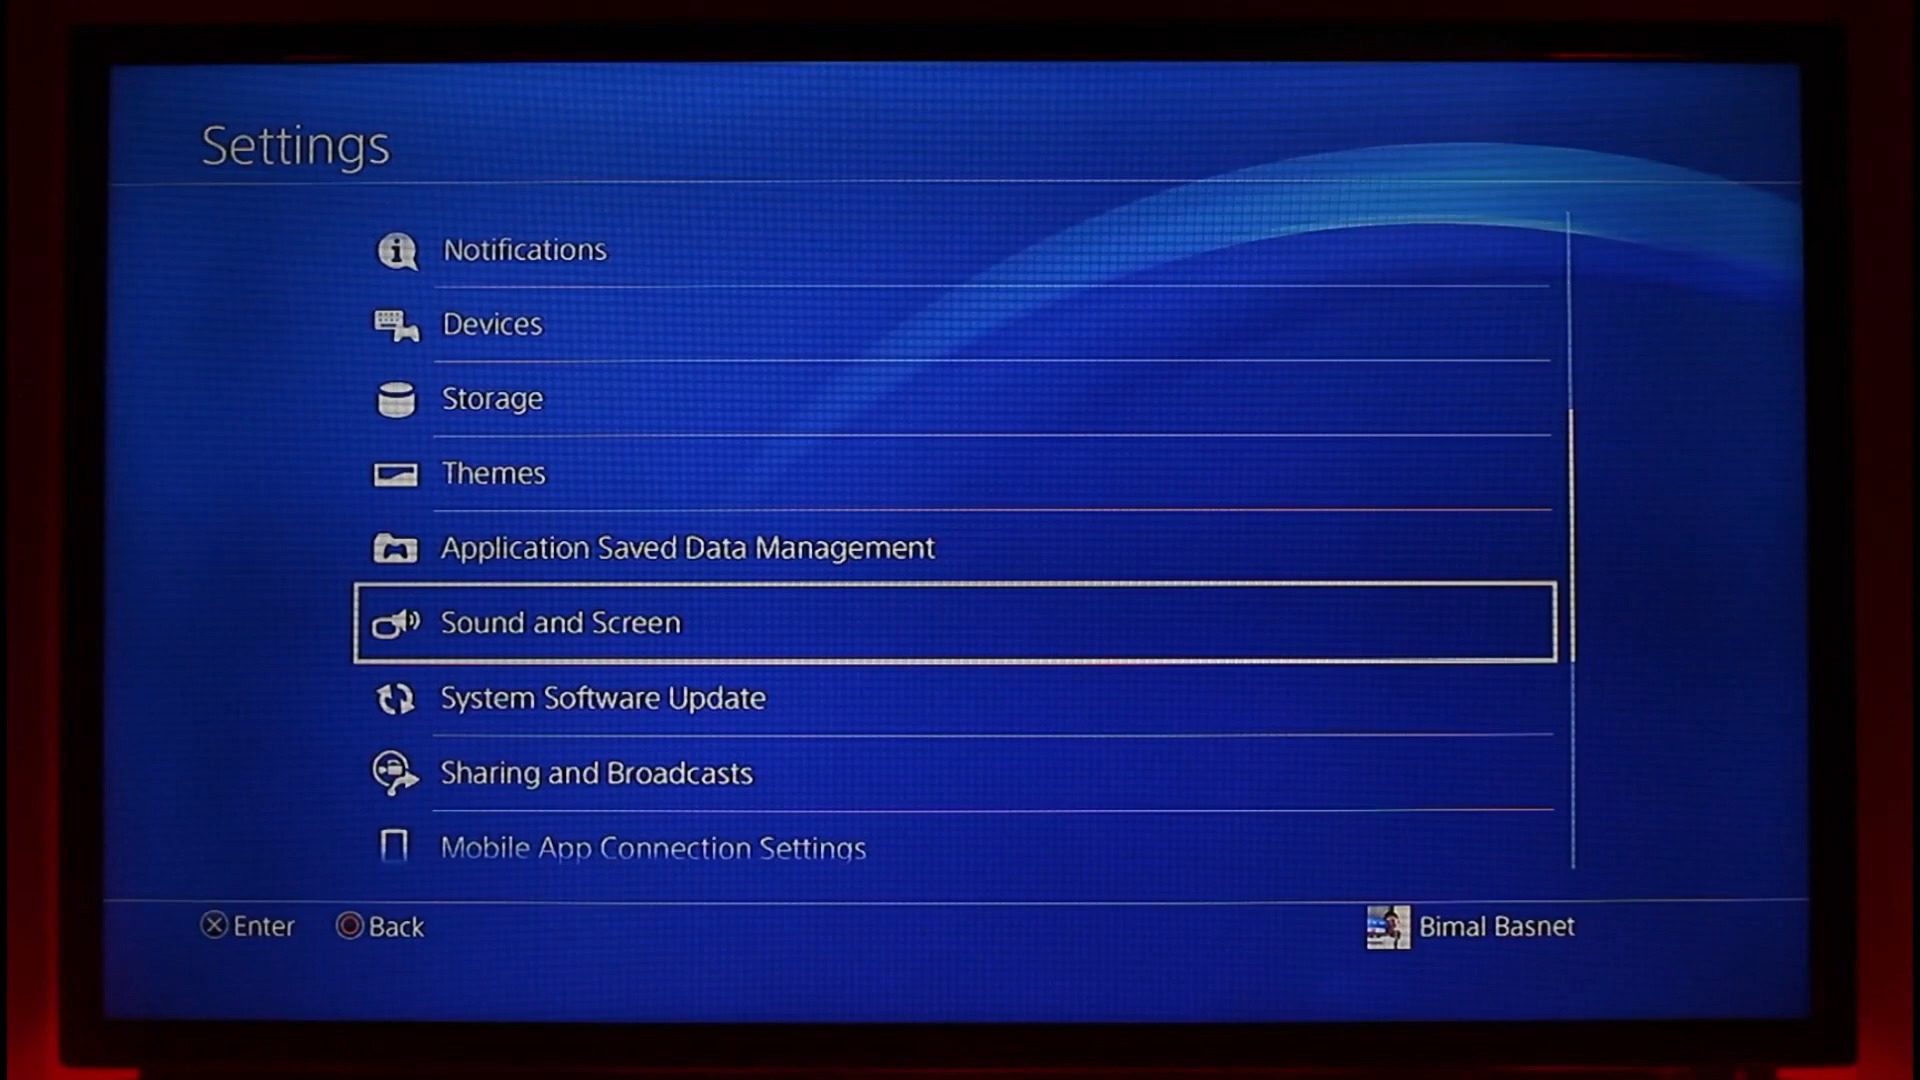 Settings
Notifications
Devices
Storage
Themes
Application Saved Data Management
Sound and Screen
System Software Update
Sharing and Broadcasts
Mobile App Connection Settings
Enter Back
Bimal Basnet